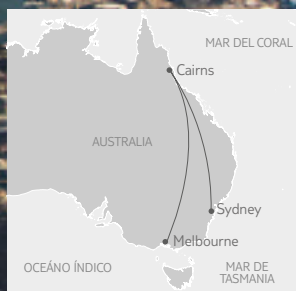 MAR DEL CORAL
Cairns
AUSTRALIA
Sydney
Melbourne
OCEÁNO ÍNDICO
MAR DE
TASMANIA